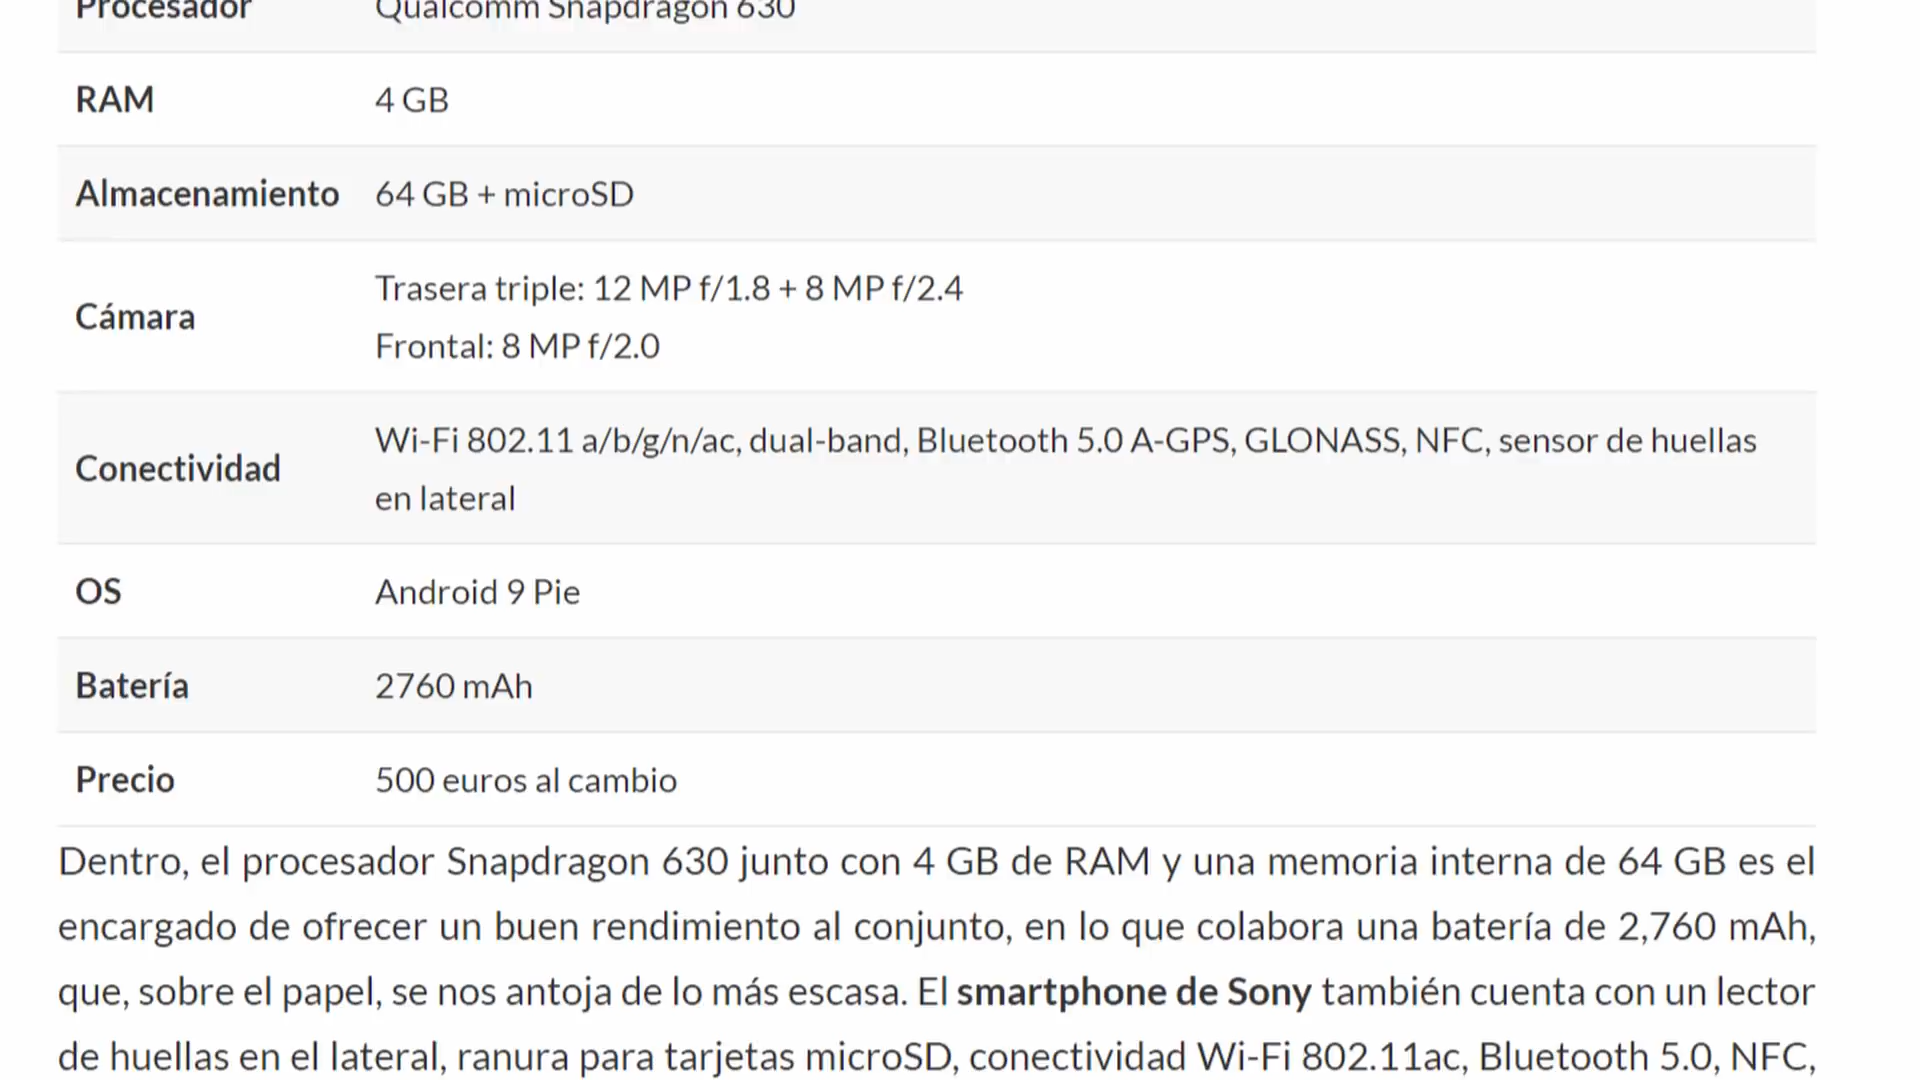 Procesador Qualcomm Snapdragon 630
RAM 4 GB
Almacenamiento 64 GB + microSD
Cámara Trasera triple: 12 MP f/1.8 + 8 MP f/2.4
Frontal: 8 MP f/2.0
Conectividad Wi-Fi 802.11 a/b/g/n/ac, dual-band, Bluetooth 5.0 A-GPS, GLONASS, NFC, sensor de huellas
en lateral
OS Android 9 Pie
Batería 2760 mAh
Precio 500 euros al cambio
Dentro, el procesador Snapdragon 630 junto con 4 GB de RAM y una memoria interna de 64 GB es el
encargado de ofrecer un buen rendimiento al conjunto, en lo que colabora una batería de 2,760 mAh,
que, sobre el papel, se nos antoja de lo más escasa. El smartphone de Sony también cuenta con un lector
de huellas en el lateral, ranura para tarjetas microSD, conectividad Wi-Fi 802.11ac, Bluetooth 5.0, NFC,